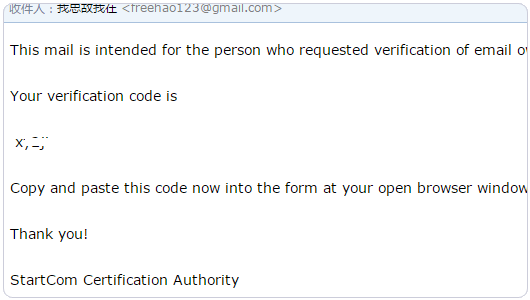 收件人：我思故我在 <freehao123@gmail.com>
This mail is intended for the person who requested verification of email
Your verification code is
Copy and paste this code now into the form at your open browser window
Thank you!
StartCom Certification Authority